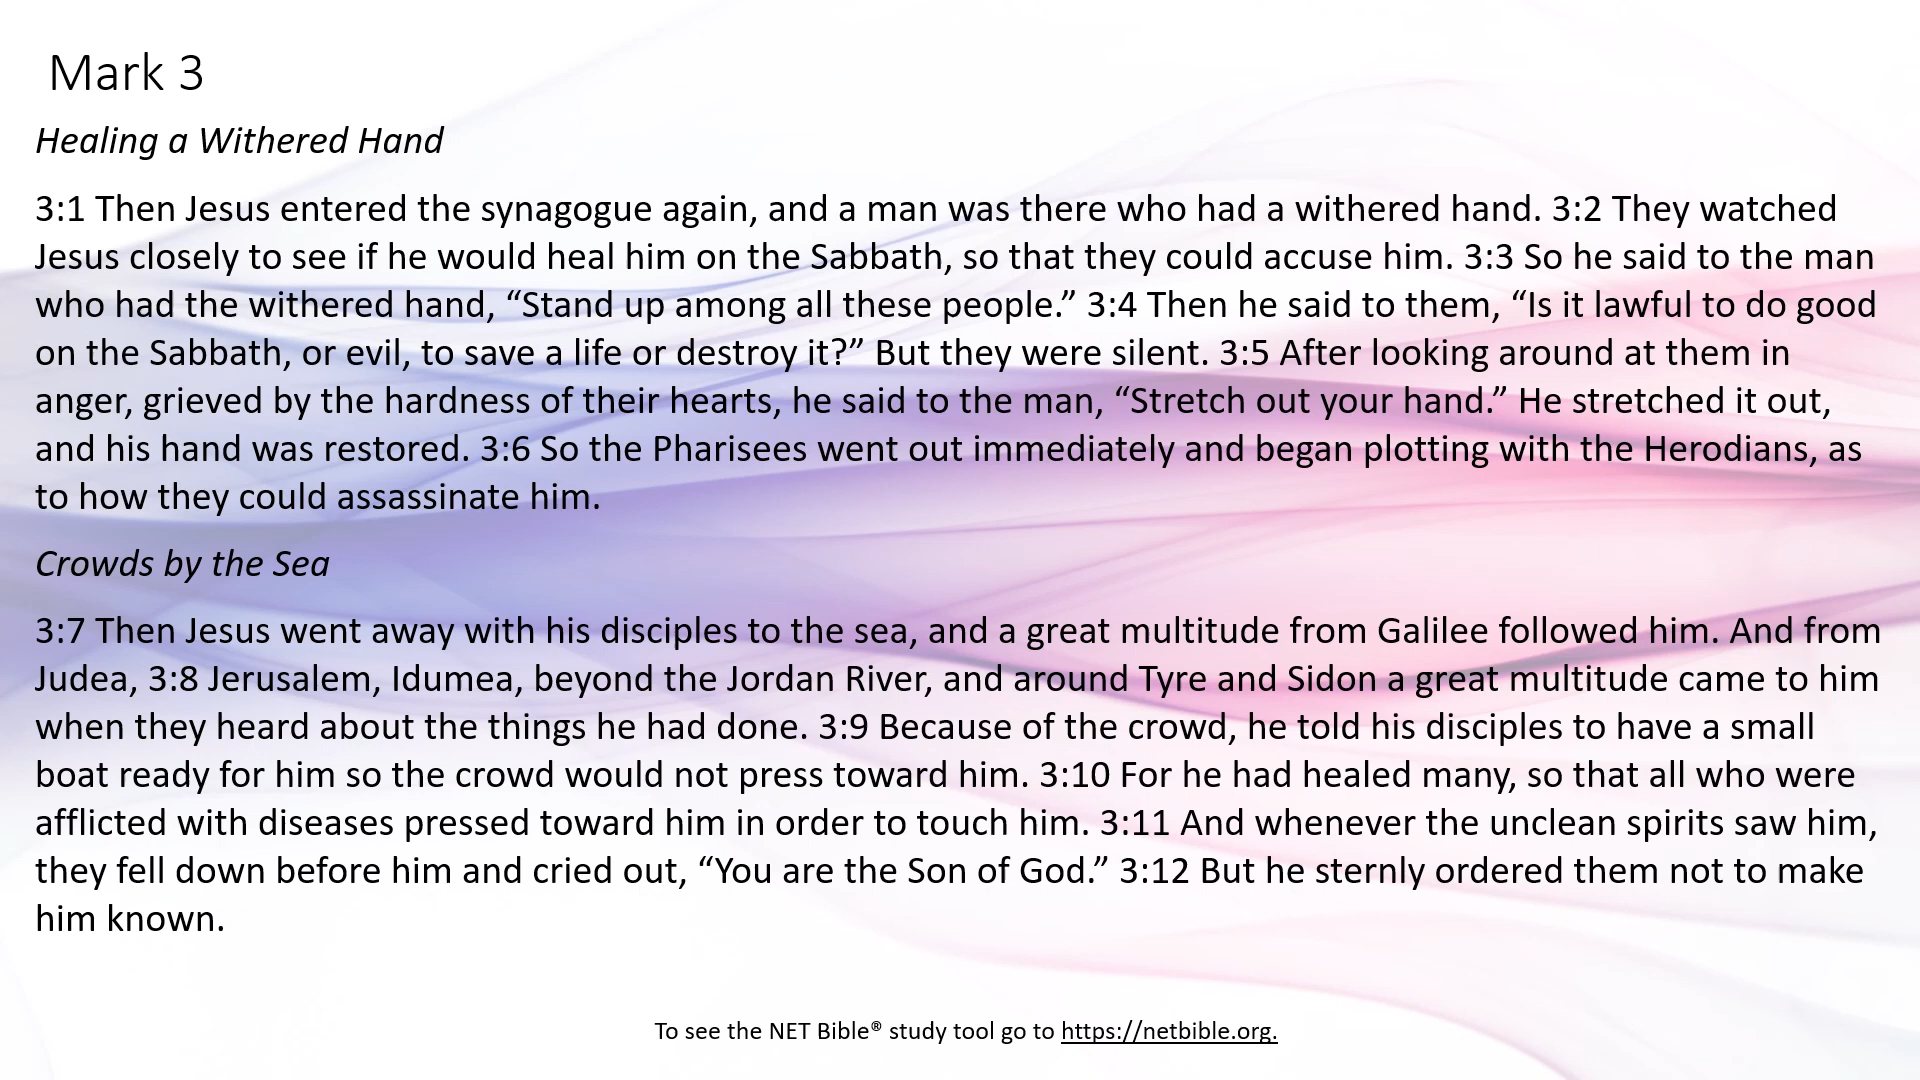 Mark 3
Healing a Withered Hand
3:1 Then Jesus entered the synagogue again, and a man was there who had a withered hand. 3:2 They watched
Jesus closely to see if he would heal him on the Sabbath, so that they could accuse him. 3:3 So he said to the man
who had the withered hand, “Stand up among all these people.” 3:4 Then he said to them, “Is it lawful to do good
on the Sabbath, or evil, to save a life or destroy it?” But they were silent. 3:5 After looking around at them in
anger, grieved by the hardness of their hearts, he said to the man, “Stretch out your hand.” He stretched it out,
and his hand was restored. 3:6 So the Pharisees went out immediately and began plotting with the Herodians, as
to how they could assassinate him.
Crowds by the Sea
3:7 Then Jesus went away with his disciples to the sea, and a great multitude from Galilee followed him. And from
Judea, 3:8 Jerusalem, Idumea, beyond the Jordan River, and around Tyre and Sidon a great multitude came to him
when they heard about the things he had done. 3:9 Because of the crowd, he told his disciples to have a small
boat ready for him so the crowd would not press toward him. 3:10 For he had healed many, so that all who were
afflicted with diseases pressed toward him in order to touch him. 3:11 And whenever the unclean spirits saw him,
they fell down before him and cried out, “You are the Son of God.” 3:12 But he sternly ordered them not to make
him known.
To see the NET Bible® study tool go to https://netbible.org.